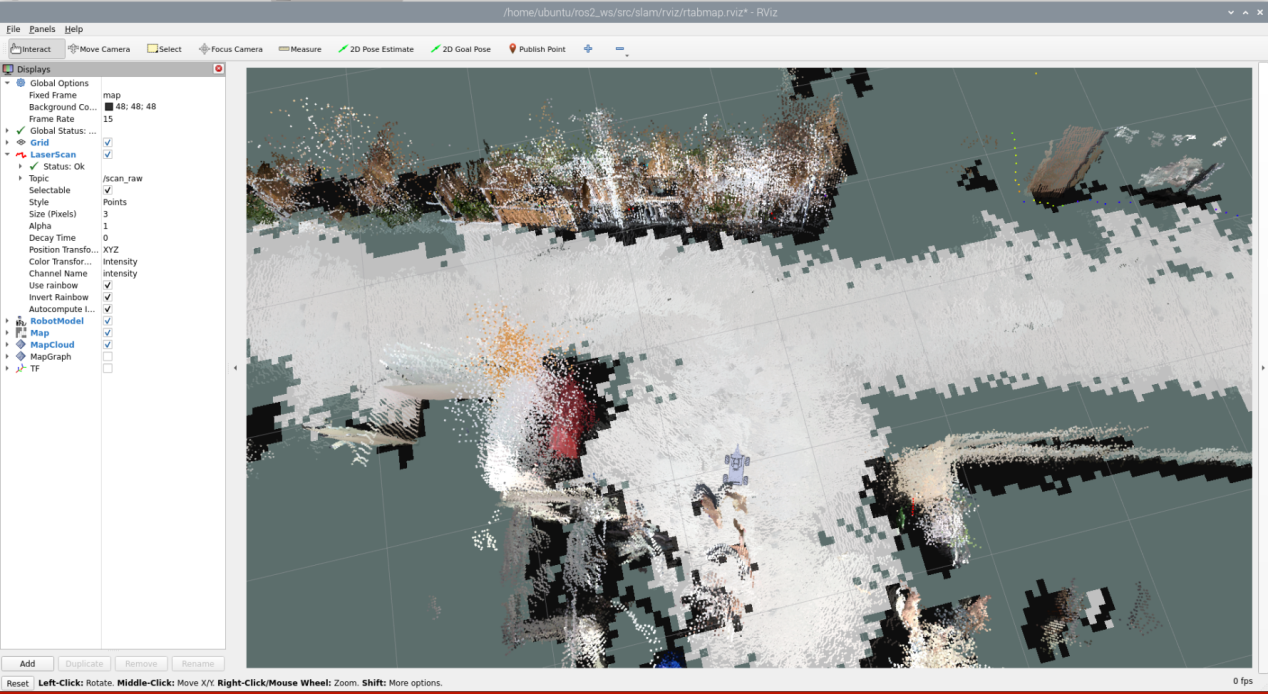 /home/ubuntu/ros2_ws/src/slam/rviz/rtabmap.rviz* - RViz
File Panels Help
Interact Move Camera Select Focus Camera Measure 2D Pose Estimate 2D Goal Pose Publish Point
Displays
Global Options
Fixed Frame map
Background Co... 48; 48; 48
Frame Rate 15
Global Status: ...
Grid
LaserScan
Status: Ok
Topic /scan_raw
Selectable
Style Points
Size (Pixels) 3
Alpha 1
Decay Time 0
Position Transfo... XYZ
Color Transfor... Intensity
Channel Name intensity
Use rainbow
Invert Rainbow
Autocompute I...
RobotModel
Map
MapCloud
MapGraph
TF
Add Duplicate Remove Rename
Reset Left-Click: Rotate. Middle-Click: Move X/Y. Right-Click/Mouse Wheel: Zoom. Shift: More options. 0 fps